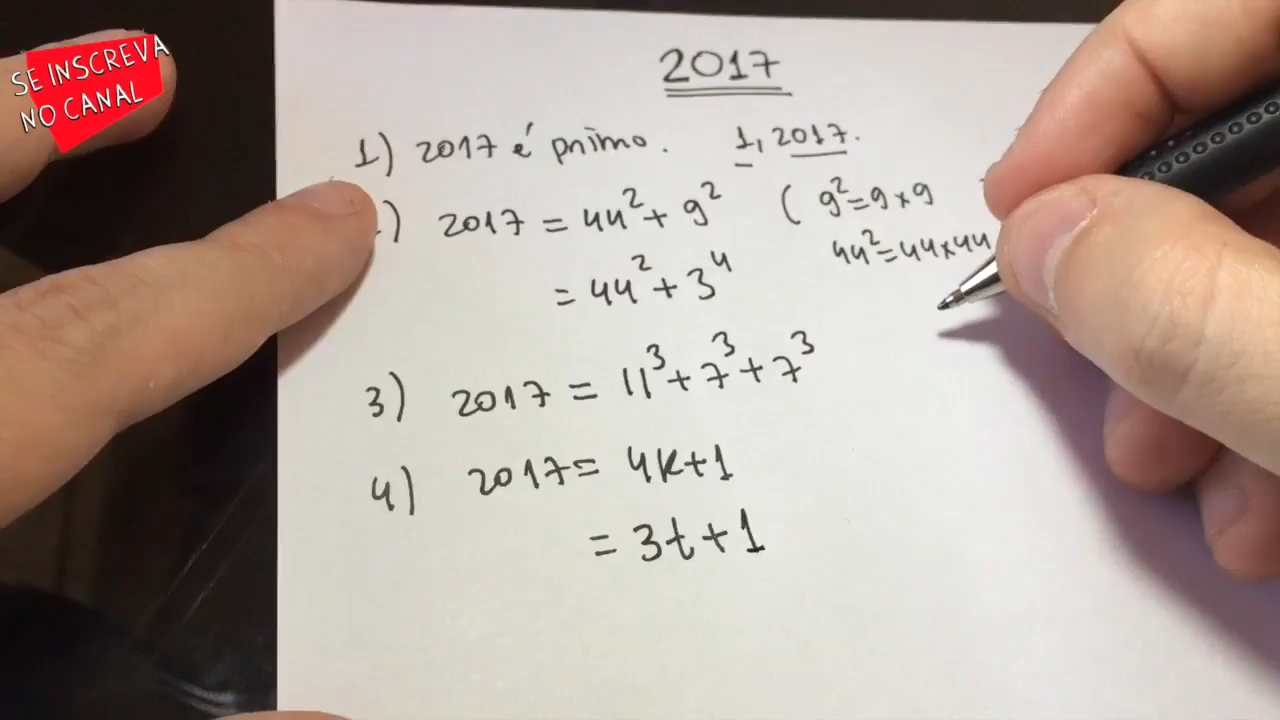 SE INSCREVA
NO CANAL
2017
1) 2017 é primo. 1, 2017.
) 2017 = 44² + 9² ( 9² = 9 × 9
44² = 44 × 44
= 44² + 3⁴
3) 2017 = 11³ + 7³ + 7³
4) 2017 = 4k + 1
= 3t + 1